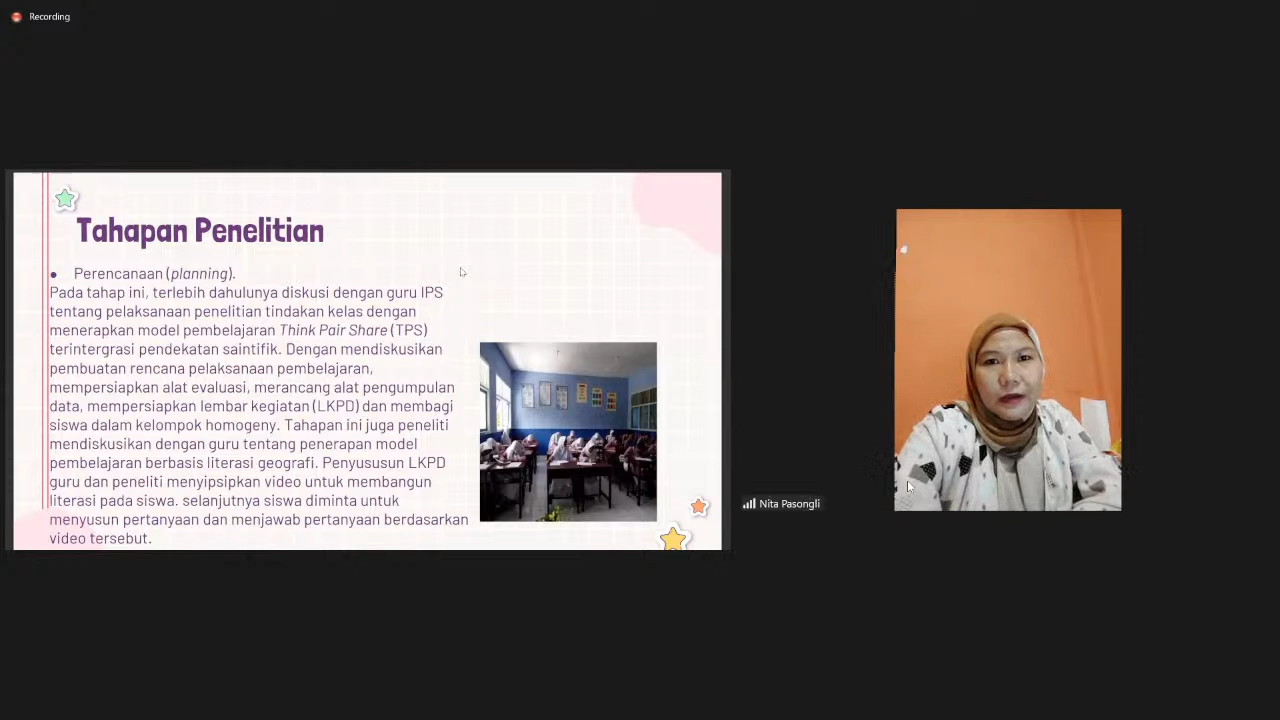 Recording
Tahapan Penelitian
• Perencanaan (planning).
Pada tahap ini, terlebih dahulunya diskusi dengan guru IPS
tentang pelaksanaan penelitian tindakan kelas dengan
menerapkan model pembelajaran Think Pair Share (TPS)
terintergrasi pendekatan saintifik. Dengan mendiskusikan
pembuatan rencana pelaksanaan pembelajaran,
mempersiapkan alat evaluasi, merancang alat pengumpulan
data, mempersiapkan lembar kegiatan (LKPD) dan membagi
siswa dalam kelompok homogeny. Tahapan ini juga peneliti
mendiskusikan dengan guru tentang penerapan model
pembelajaran berbasis literasi geografi. Penyususun LKPD
guru dan peneliti menyipsipkan video untuk membangun
literasi pada siswa. selanjutnya siswa diminta untuk
menyusun pertanyaan dan menjawab pertanyaan berdasarkan
video tersebut.
Nita Pasongli